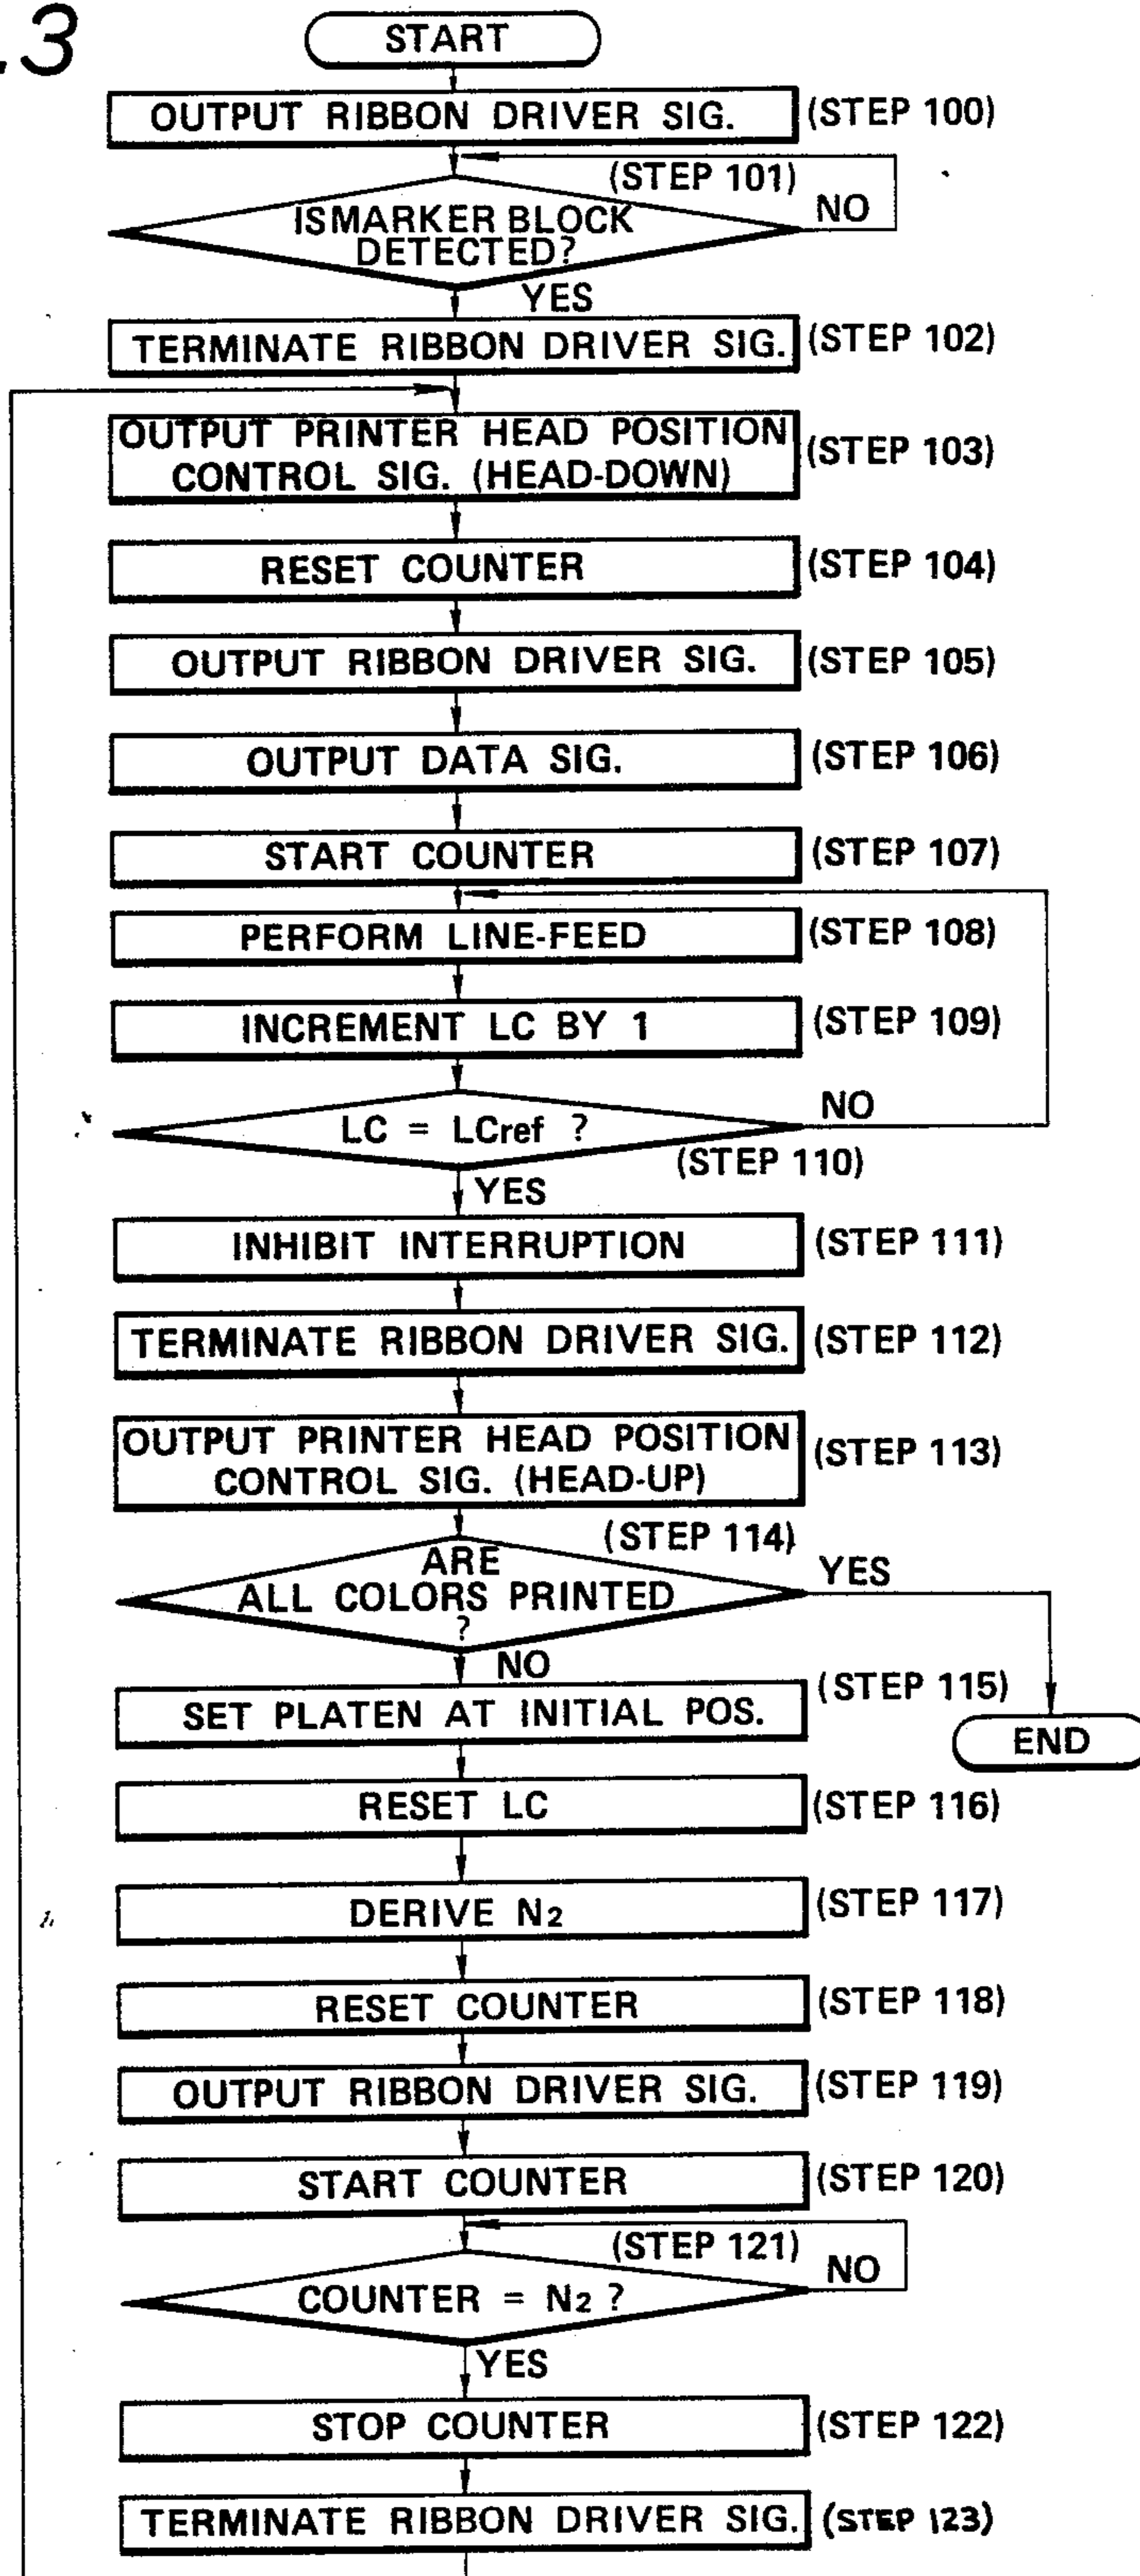 .3
START
OUTPUT RIBBON DRIVER SIG. (STEP 100)
(STEP 101)
NO
ISMARKER BLOCK
DETECTED?
YES
TERMINATE RIBBON DRIVER SIG. (STEP 102)
OUTPUT PRINTER HEAD POSITION
CONTROL SIG. (HEAD-DOWN)
(STEP 103)
RESET COUNTER (STEP 104)
OUTPUT RIBBON DRIVER SIG. (STEP 105)
OUTPUT DATA SIG. (STEP 106)
START COUNTER (STEP 107)
PERFORM LINE-FEED (STEP 108)
INCREMENT LC BY 1 (STEP 109)
LC = LCref ?
NO
(STEP 110)
YES
INHIBIT INTERRUPTION (STEP 111)
TERMINATE RIBBON DRIVER SIG. (STEP 112)
OUTPUT PRINTER HEAD POSITION
CONTROL SIG. (HEAD-UP)
(STEP 113)
(STEP 114)
ARE
ALL COLORS PRINTED
?
YES
NO
SET PLATEN AT INITIAL POS. (STEP 115)
END
RESET LC (STEP 116)
DERIVE N2 (STEP 117)
RESET COUNTER (STEP 118)
OUTPUT RIBBON DRIVER SIG. (STEP 119)
START COUNTER (STEP 120)
(STEP 121)
NO
COUNTER = N2 ?
YES
STOP COUNTER (STEP 122)
TERMINATE RIBBON DRIVER SIG. (STEP 123)